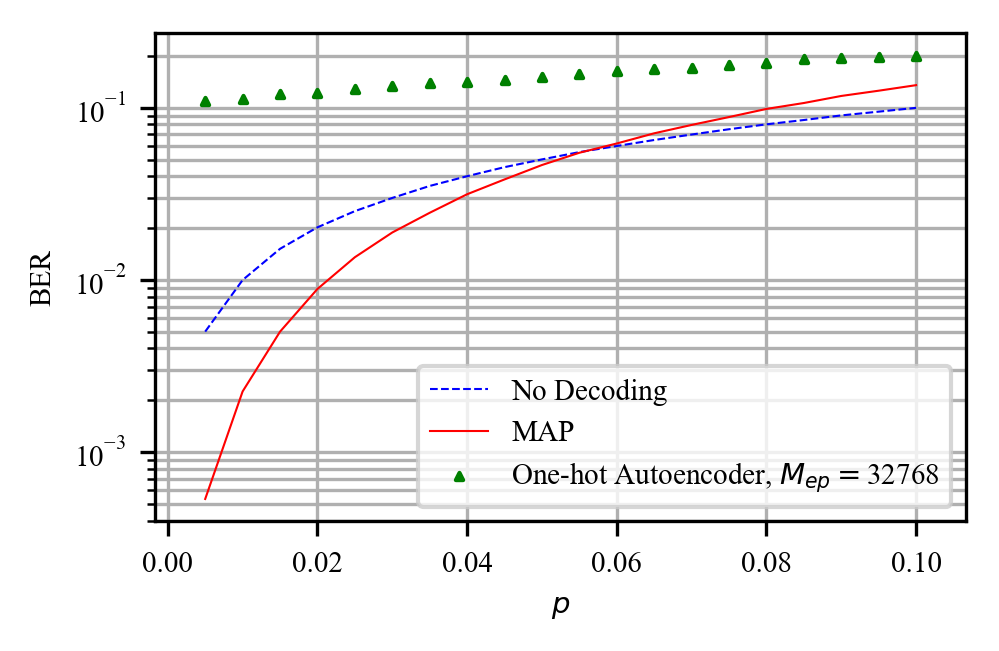 10⁻¹
10⁻²
10⁻³
BER
No Decoding
MAP
One-hot Autoencoder, Mₑₚ = 32768
0.00 0.02 0.04 0.06 0.08 0.10
p